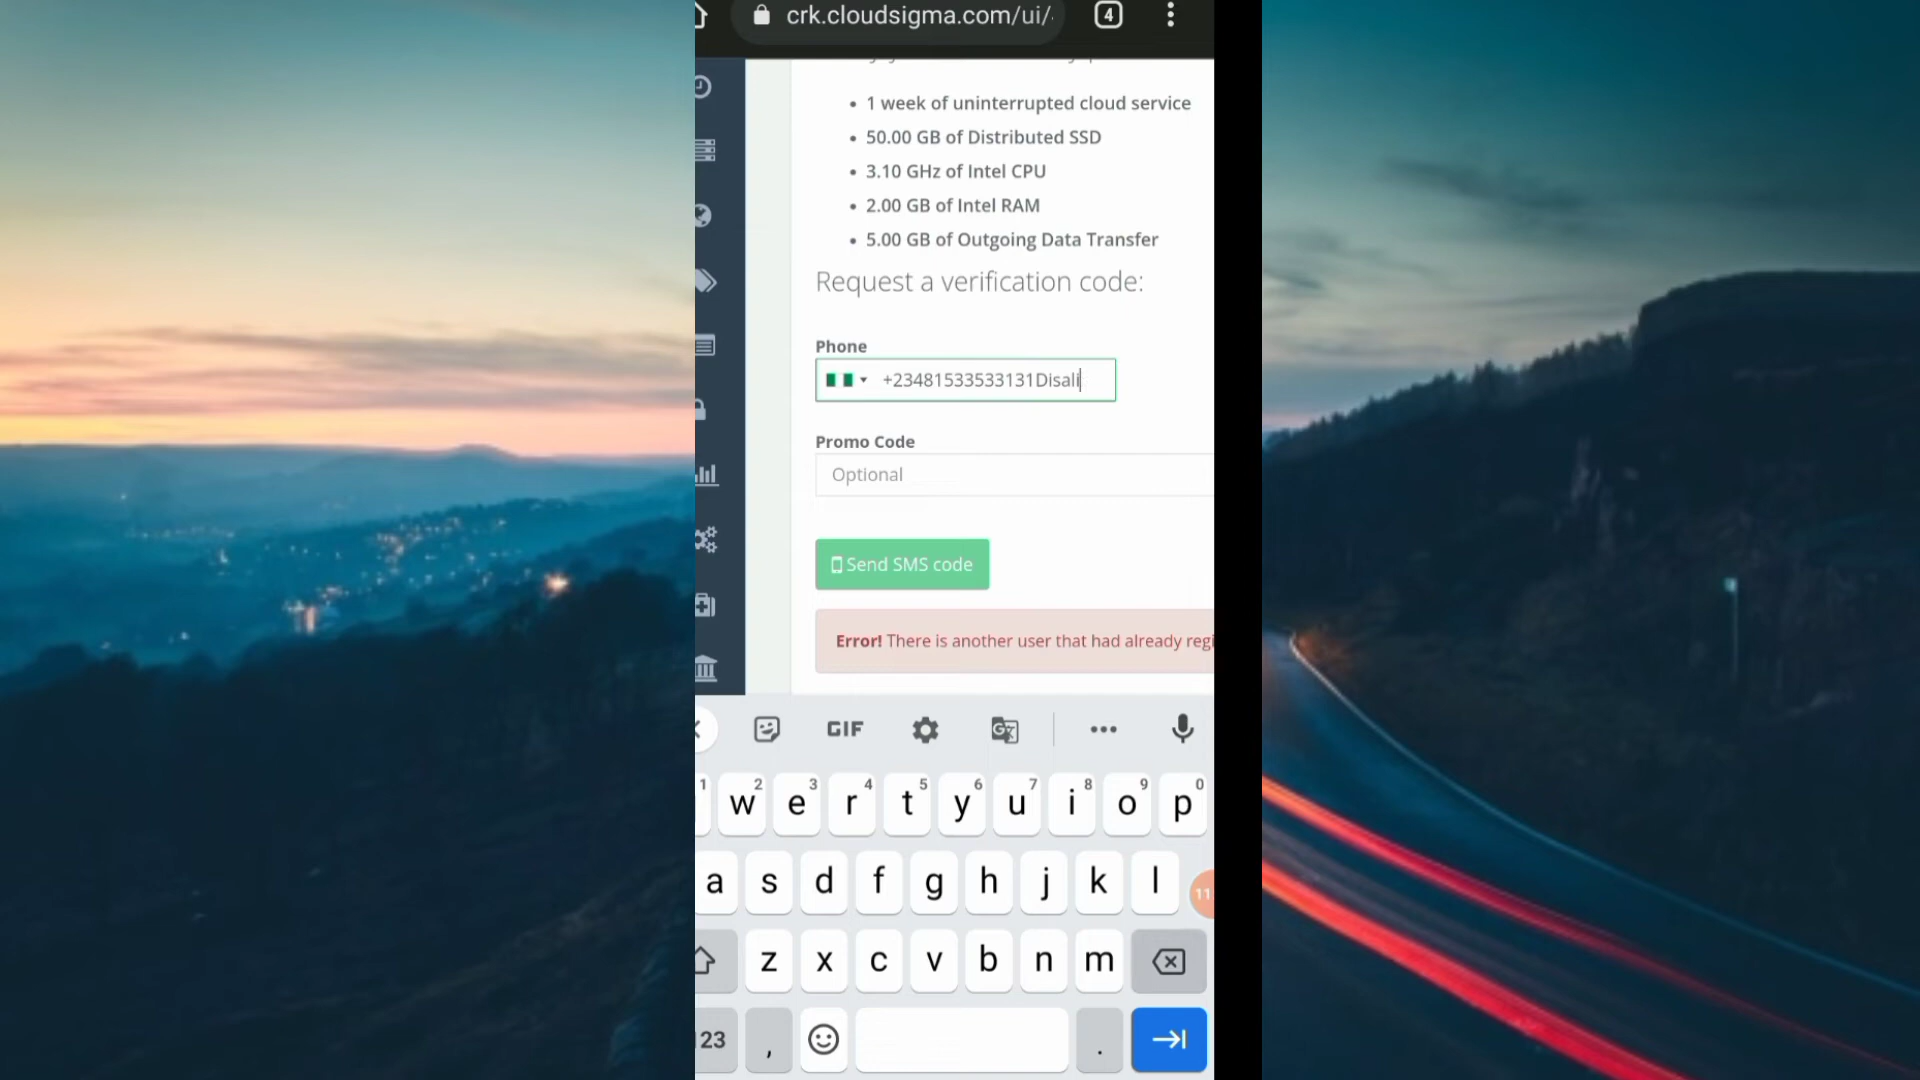 crk.cloudsigma.com/ui/
4
1 week of uninterrupted cloud service
50.00 GB of Distributed SSD
3.10 GHz of Intel CPU
2.00 GB of Intel RAM
5.00 GB of Outgoing Data Transfer
Request a verification code:
Phone
+23481533533131Disali
Promo Code
Optional
Send SMS code
Error! There is another user that had already regi
GIF
1 2 3 4 5 6 7 8 9 0
w e r t y u i o p
a s d f g h j k l
11
z x c v b n m
123 , .